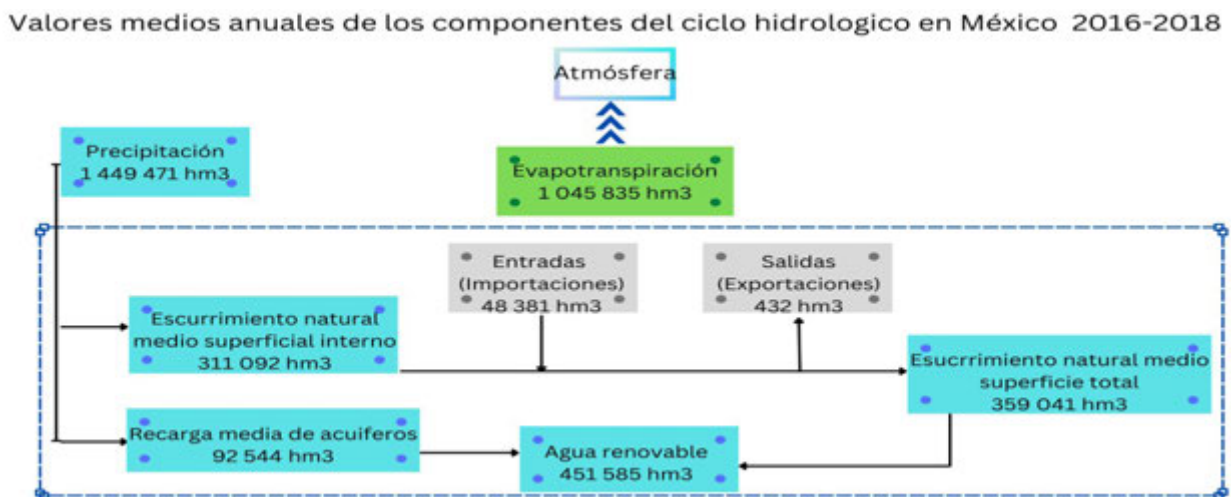 Valores medios anuales de los componentes del ciclo hidrologico en México 2016-2018
Atmósfera
Precipitación
1 449 471 hm3
Evapotranspiración
1 045 835 hm3
Entradas
(Importaciones)
48 381 hm3
Salidas
(Exportaciones)
432 hm3
Escurrimiento natural
medio superficial interno
311 092 hm3
Esucrrimiento natural medio
superficie total
359 041 hm3
Recarga media de acuiferos
92 544 hm3
Agua renovable
451 585 hm3